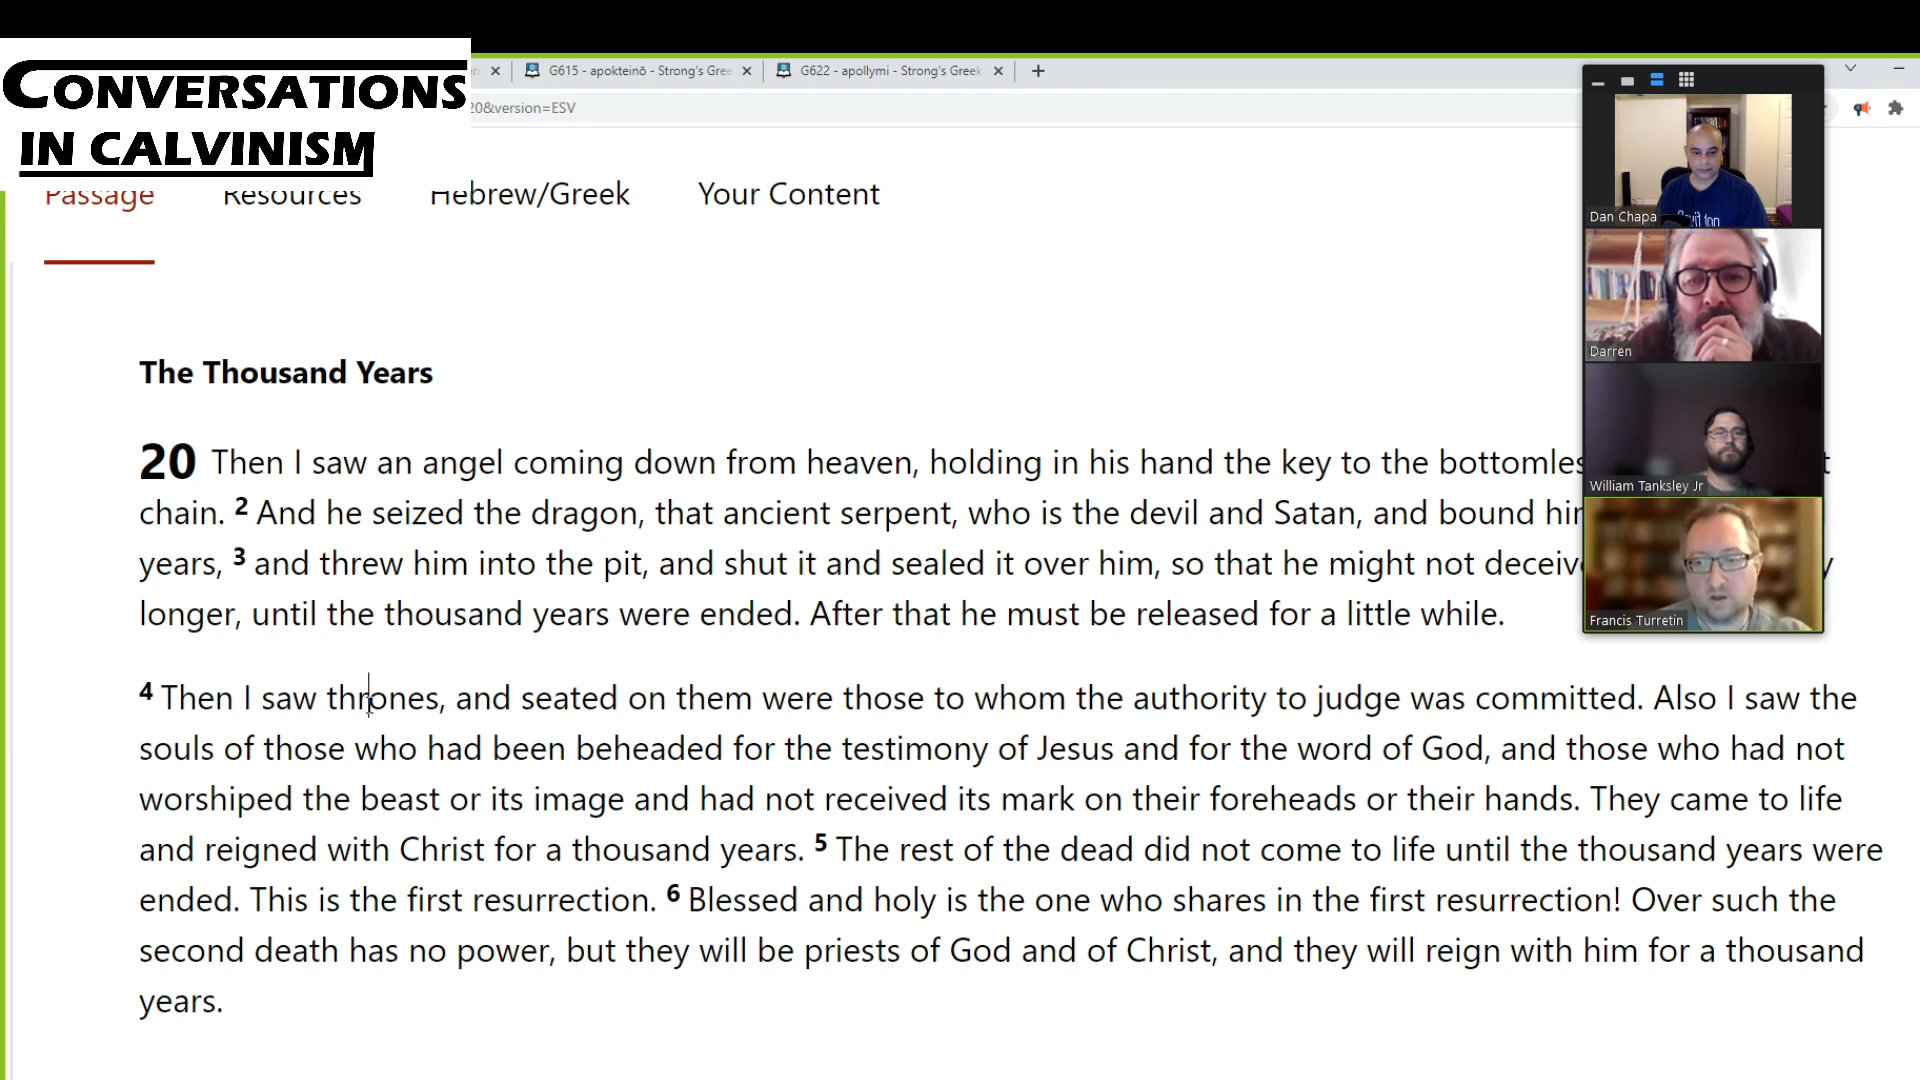 CONVERSATIONS
IN CALVINISM
G615 - apokteinō - Strong's Gree
G622 - apollymi - Strong's Greek
20&version=ESV
Passage
Resources
Hebrew/Greek
Your Content
The Thousand Years
20 Then I saw an angel coming down from heaven, holding in his hand the key to the bottomles
chain. 2 And he seized the dragon, that ancient serpent, who is the devil and Satan, and bound hi
years, 3 and threw him into the pit, and shut it and sealed it over him, so that he might not deceiv
longer, until the thousand years were ended. After that he must be released for a little while.
4 Then I saw thrones, and seated on them were those to whom the authority to judge was committed. Also I saw the
souls of those who had been beheaded for the testimony of Jesus and for the word of God, and those who had not
worshiped the beast or its image and had not received its mark on their foreheads or their hands. They came to life
and reigned with Christ for a thousand years. 5 The rest of the dead did not come to life until the thousand years were
ended. This is the first resurrection. 6 Blessed and holy is the one who shares in the first resurrection! Over such the
second death has no power, but they will be priests of God and of Christ, and they will reign with him for a thousand
years.
Dan Chapa
Darren
William Tanksley Jr
Francis Turretin